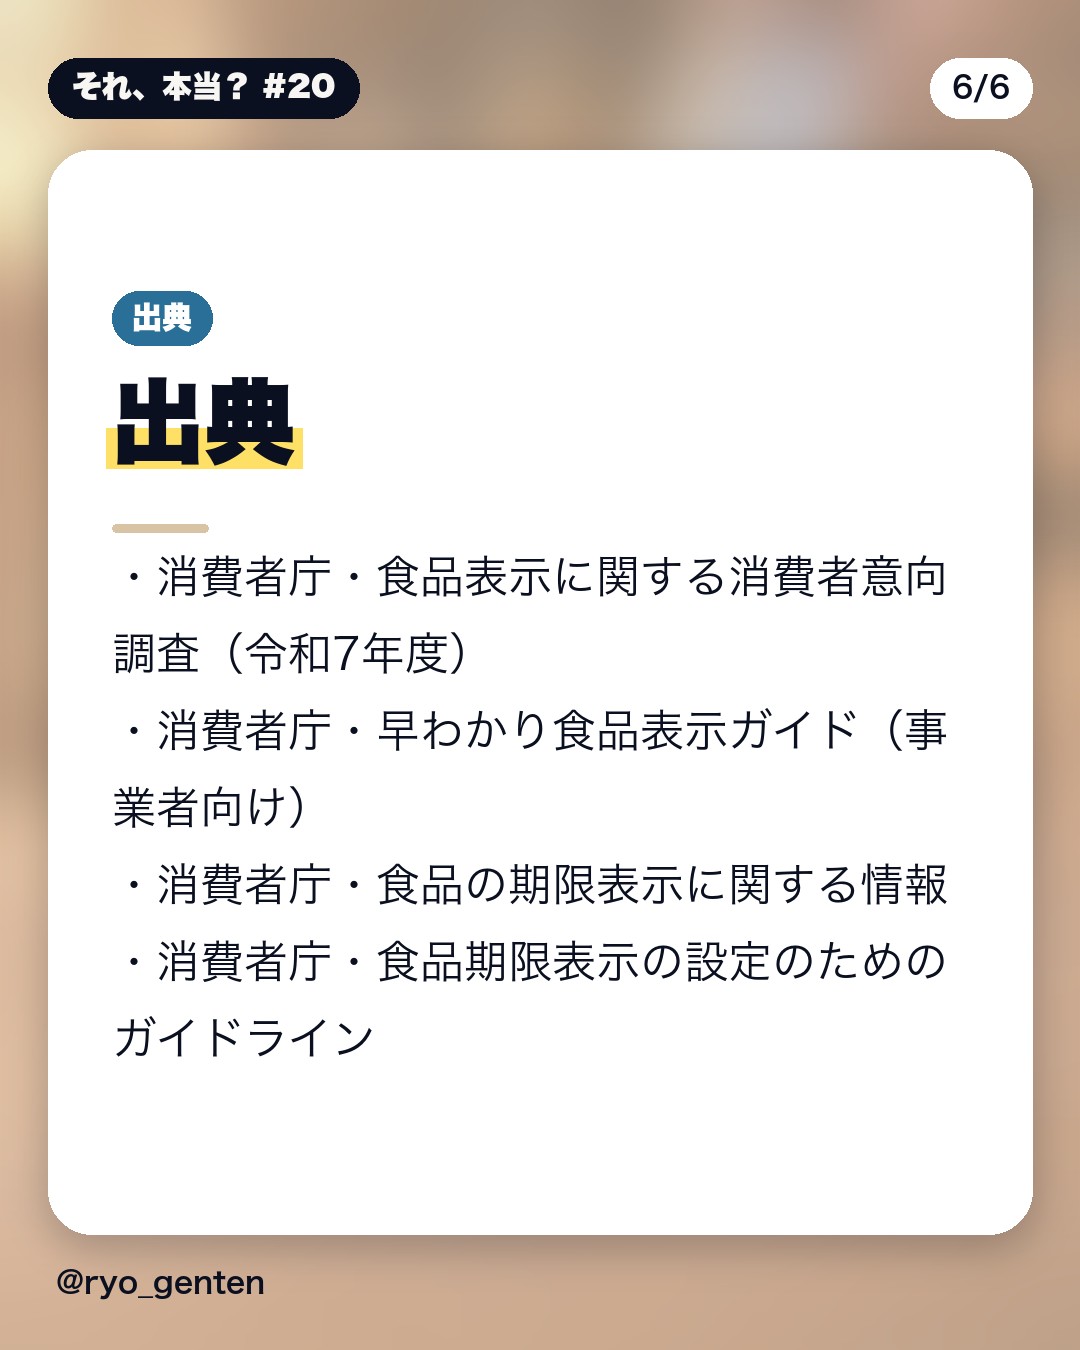 それ、本当？ #20
6/6
出典
出典
・消費者庁・食品表示に関する消費者意向
調査（令和7年度）
・消費者庁・早わかり食品表示ガイド（事
業者向け）
・消費者庁・食品の期限表示に関する情報
・消費者庁・食品期限表示の設定のための
ガイドライン
@ryo_genten